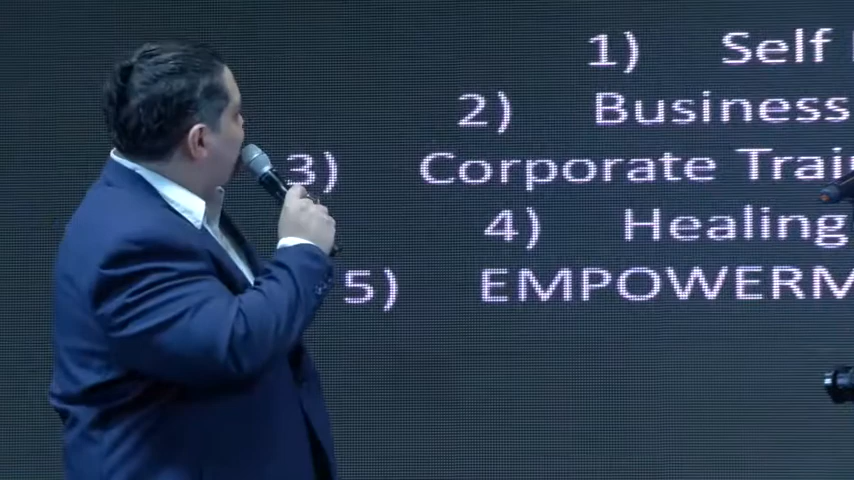 1) Self
2) Business
3) Corporate
4) Healing
5)